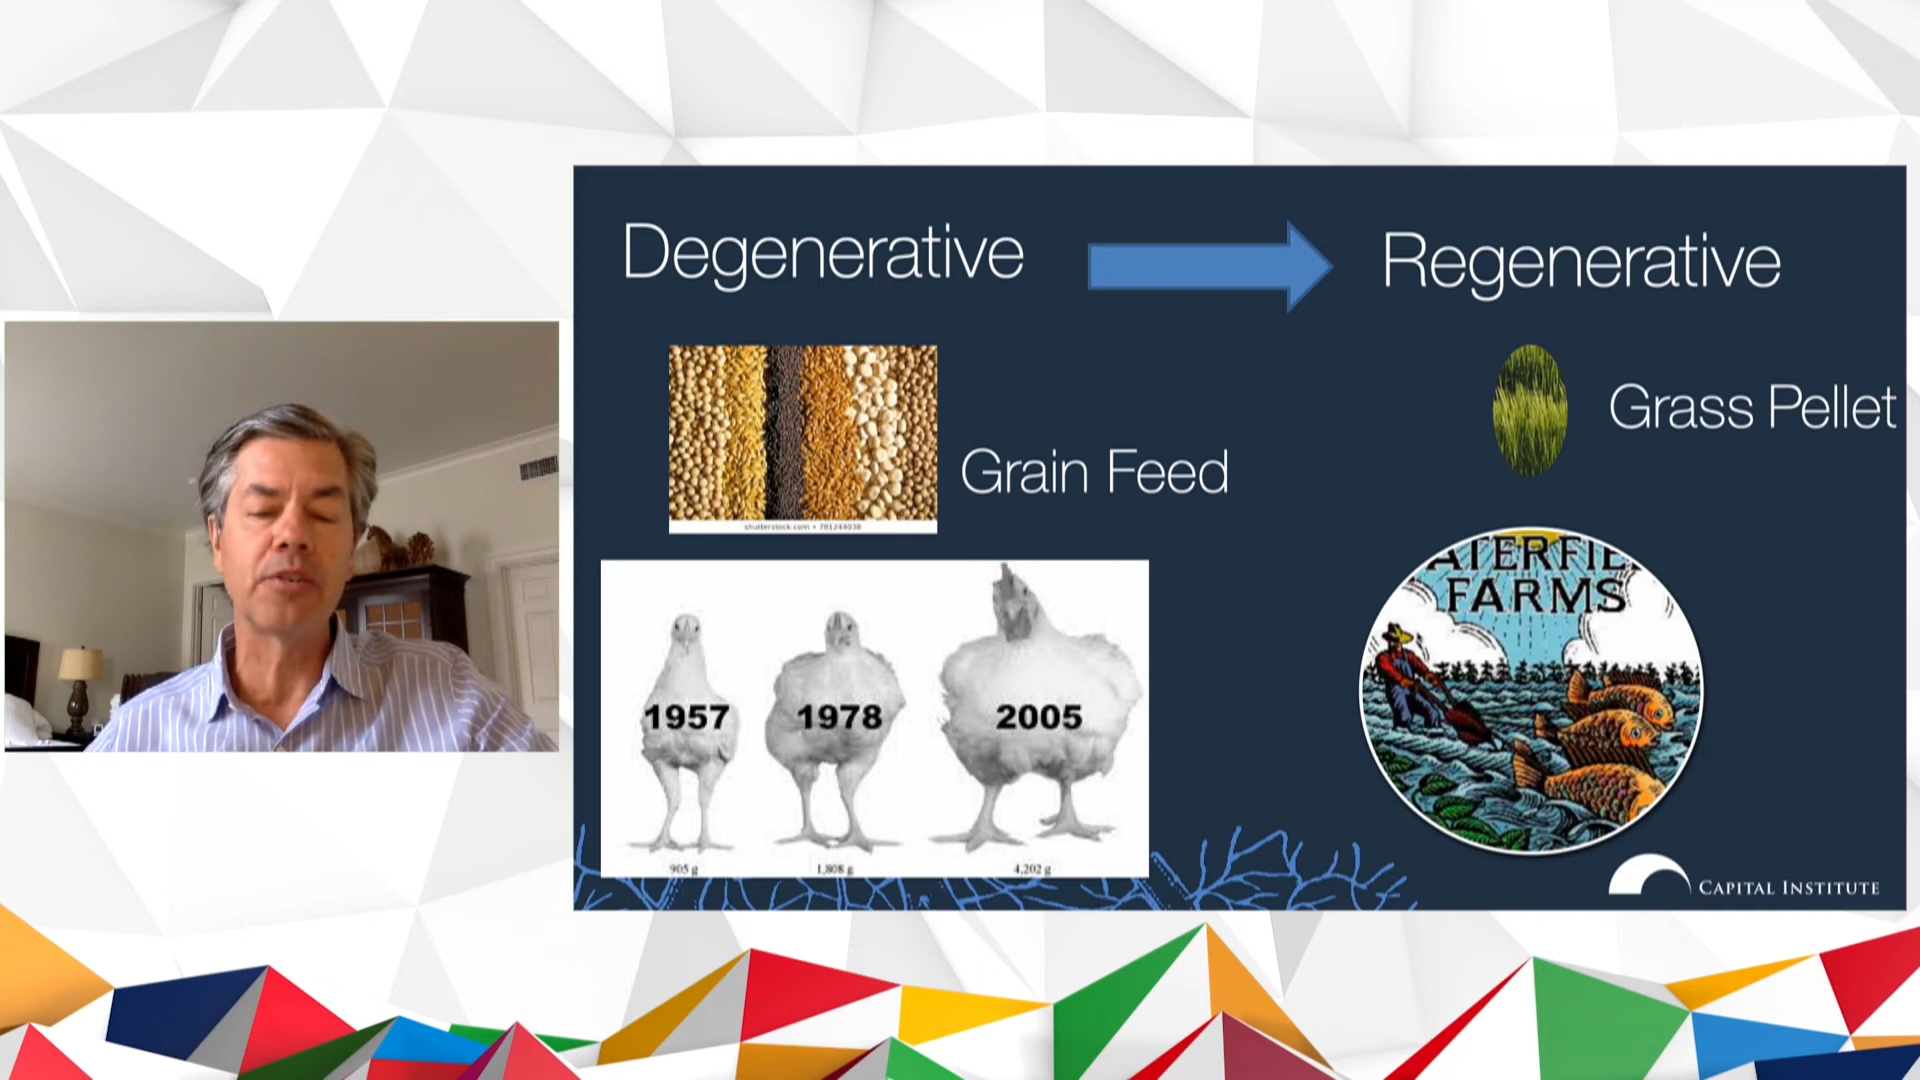 Degenerative
Regenerative
shutterstock.com • 781244038
Grain Feed
Grass Pellet
1957
1978
2005
905 g
1,808 g
4,202 g
ATERFIE
FARMS
CAPITAL INSTITUTE